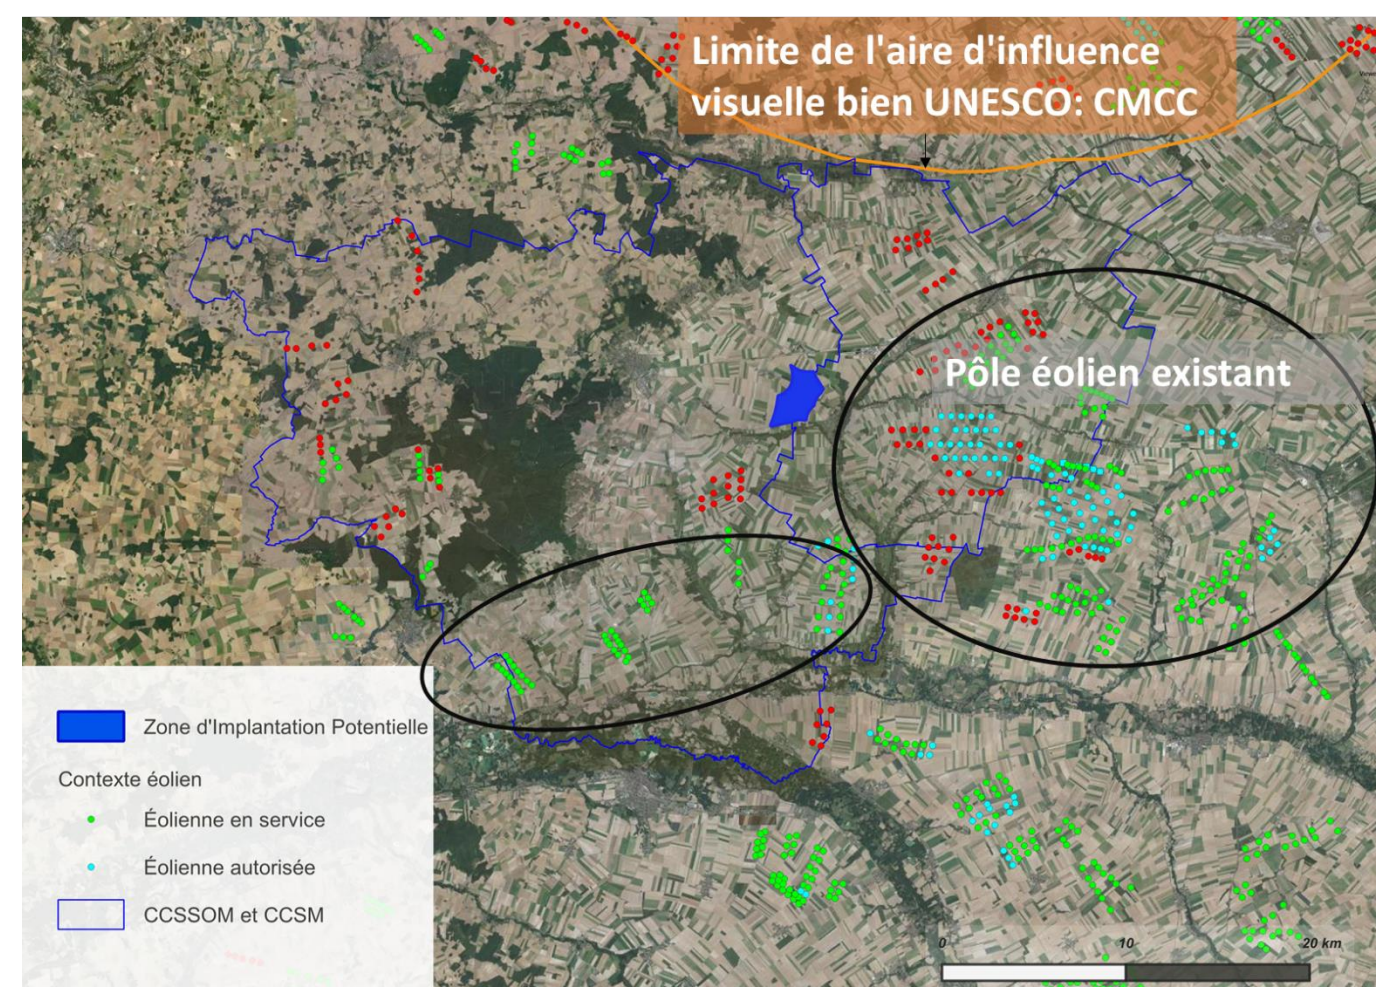 Limite de l'aire d'influence
visuelle bien UNESCO: CMCC
Pôle éolien existant
Zone d'Implantation Potentielle
Contexte éolien
Éolienne en service
Éolienne autorisée
CCSSOM et CCSM
0 10 20 km